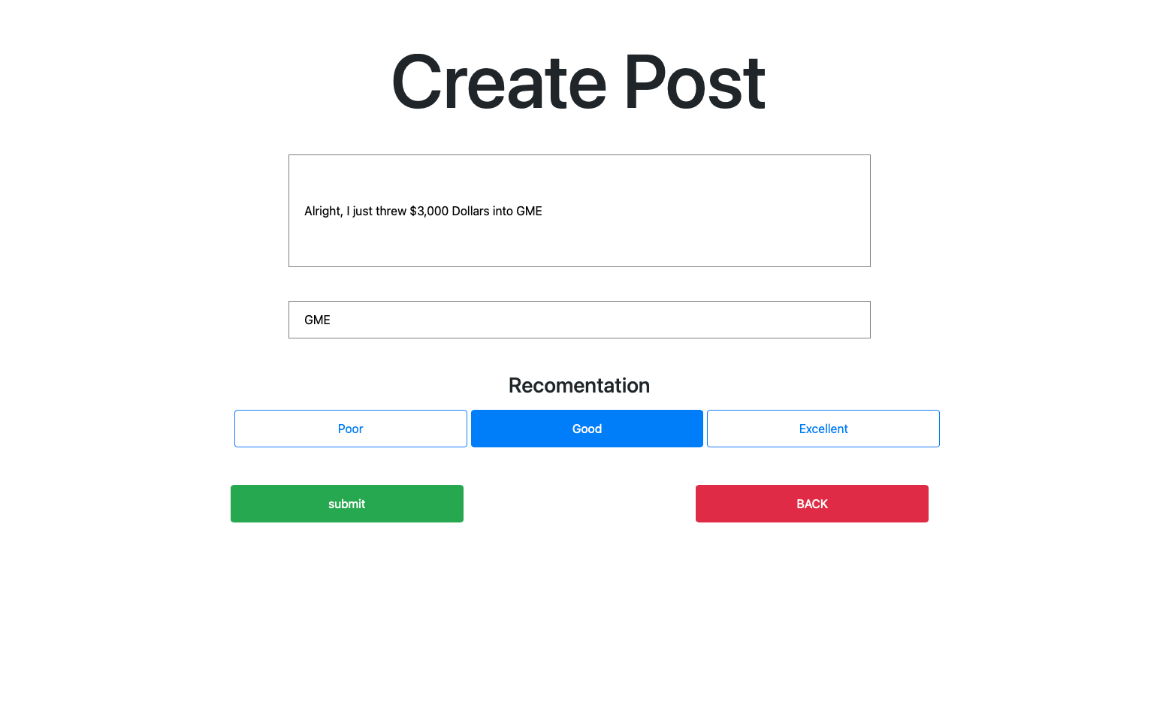 Create Post
Alright, I just threw $3,000 Dollars into GME
GME
Recomentation
Poor Good Excellent
submit BACK